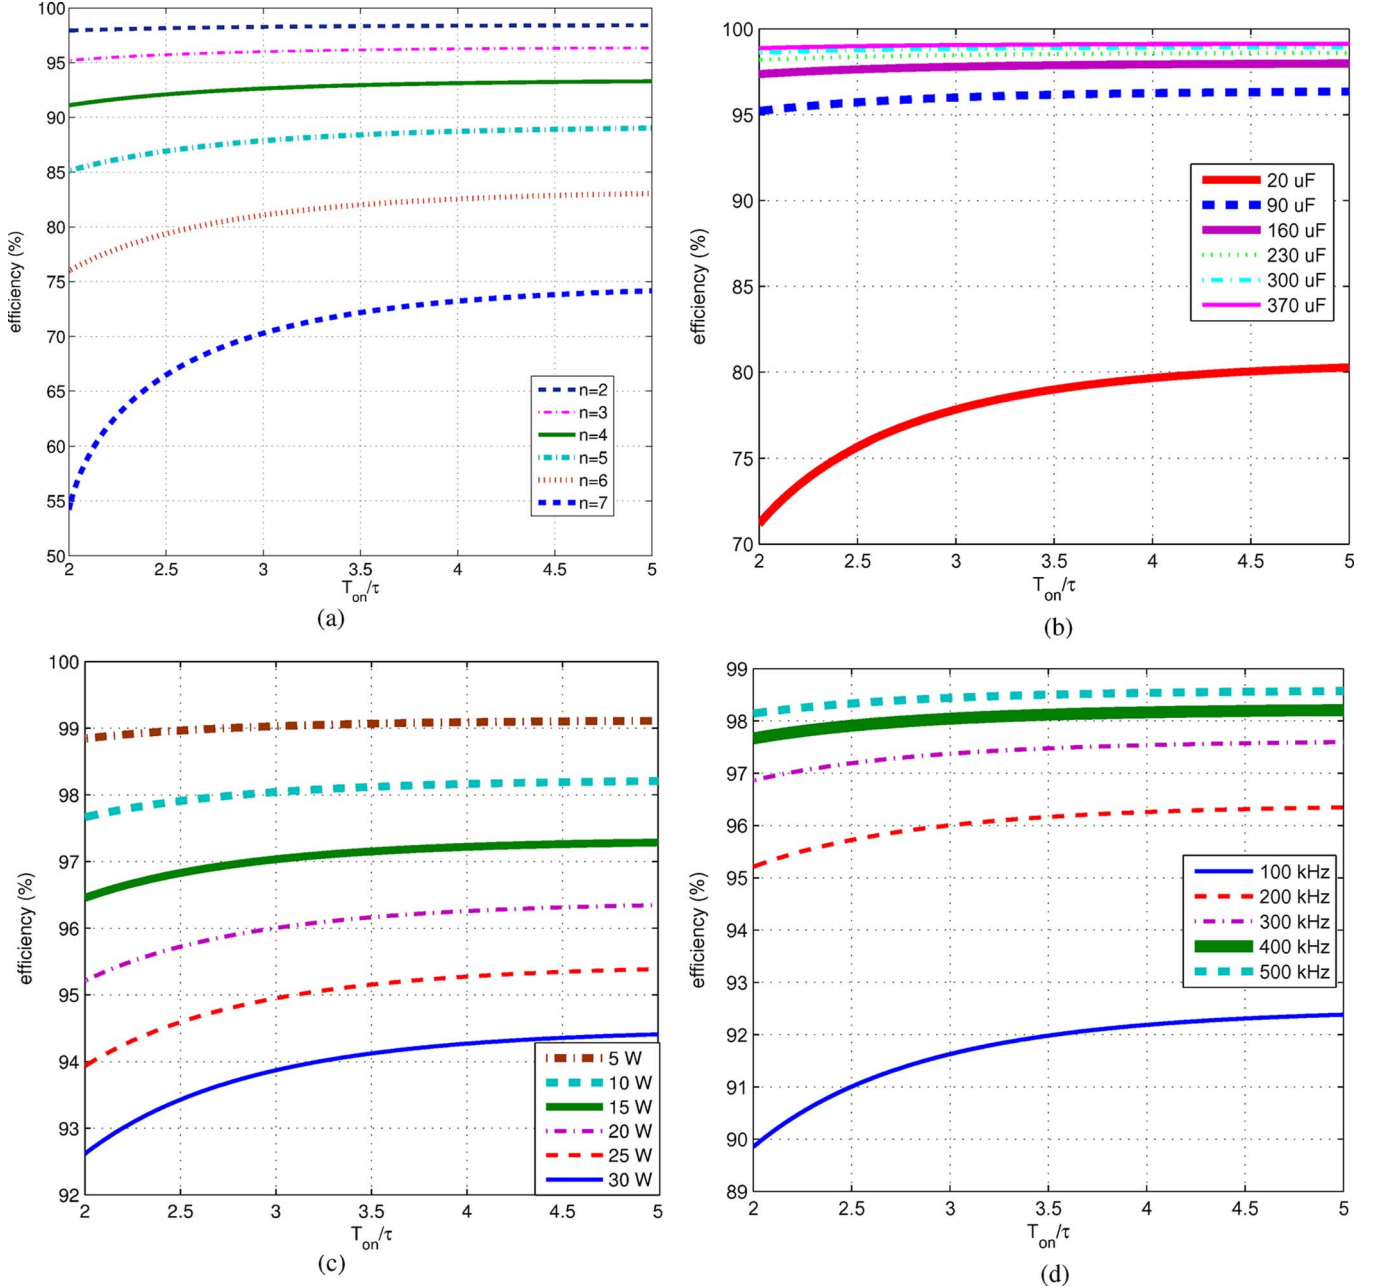 100
95
90
85
80
75
70
65
60
55
50
efficiency (%)
2
2.5
3
3.5
4
4.5
5
T_on/τ
n=2
n=3
n=4
n=5
n=6
n=7
(a)
100
95
90
85
80
75
70
efficiency (%)
2
2.5
3
3.5
4
4.5
5
T_on/τ
20 uF
90 uF
160 uF
230 uF
300 uF
370 uF
(b)
100
99
98
97
96
95
94
93
92
efficiency (%)
2
2.5
3
3.5
4
4.5
5
T_on/τ
5 W
10 W
15 W
20 W
25 W
30 W
(c)
99
98
97
96
95
94
93
92
91
90
89
efficiency (%)
2
2.5
3
3.5
4
4.5
5
T_on/τ
100 kHz
200 kHz
300 kHz
400 kHz
500 kHz
(d)